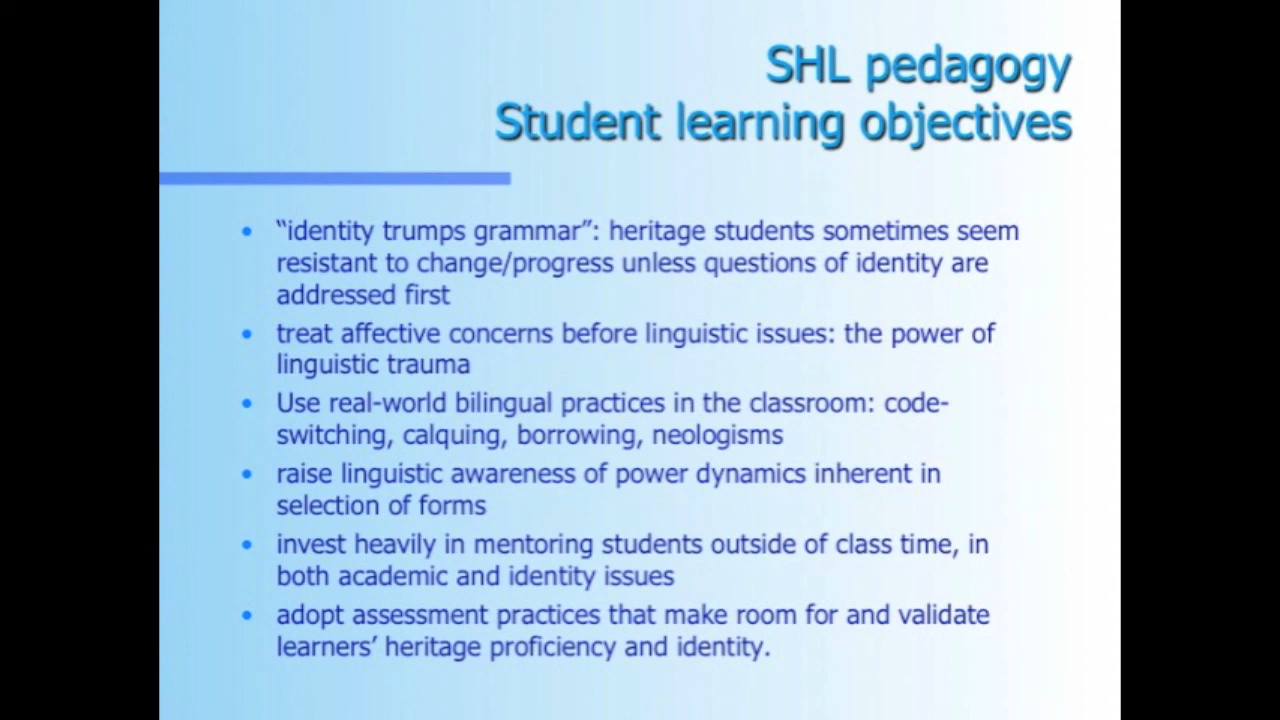 SHL pedagogy
Student learning objectives
• “identity trumps grammar”: heritage students sometimes seem
resistant to change/progress unless questions of identity are
addressed first
• treat affective concerns before linguistic issues: the power of
linguistic trauma
• Use real-world bilingual practices in the classroom: code-
switching, calquing, borrowing, neologisms
• raise linguistic awareness of power dynamics inherent in
selection of forms
• invest heavily in mentoring students outside of class time, in
both academic and identity issues
• adopt assessment practices that make room for and validate
learners’ heritage proficiency and identity.